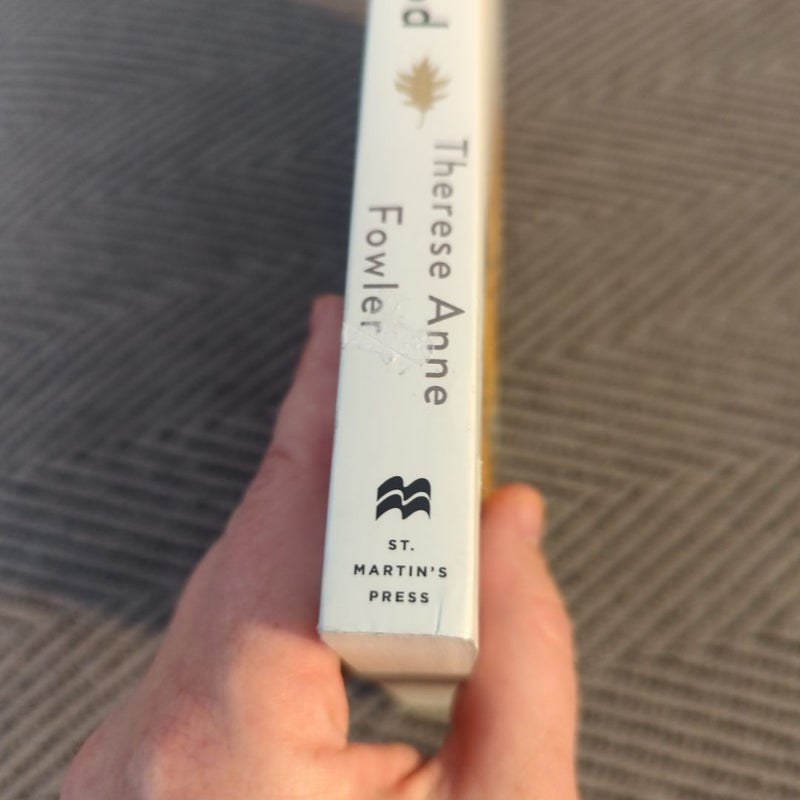 Therese Anne
Fowler
ST.
MARTIN'S
PRESS